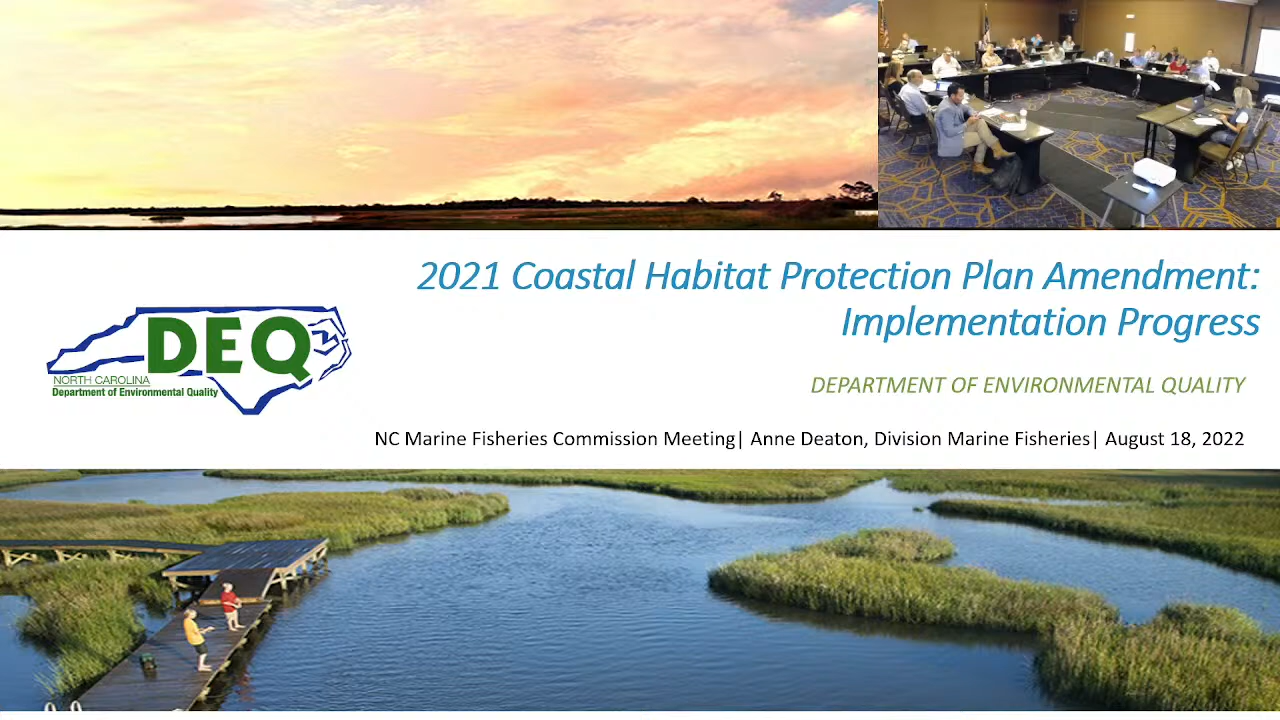 2021 Coastal Habitat Protection Plan Amendment:
Implementation Progress
DEQ
NORTH CAROLINA
Department of Environmental Quality
DEPARTMENT OF ENVIRONMENTAL QUALITY
NC Marine Fisheries Commission Meeting| Anne Deaton, Division Marine Fisheries| August 18, 2022